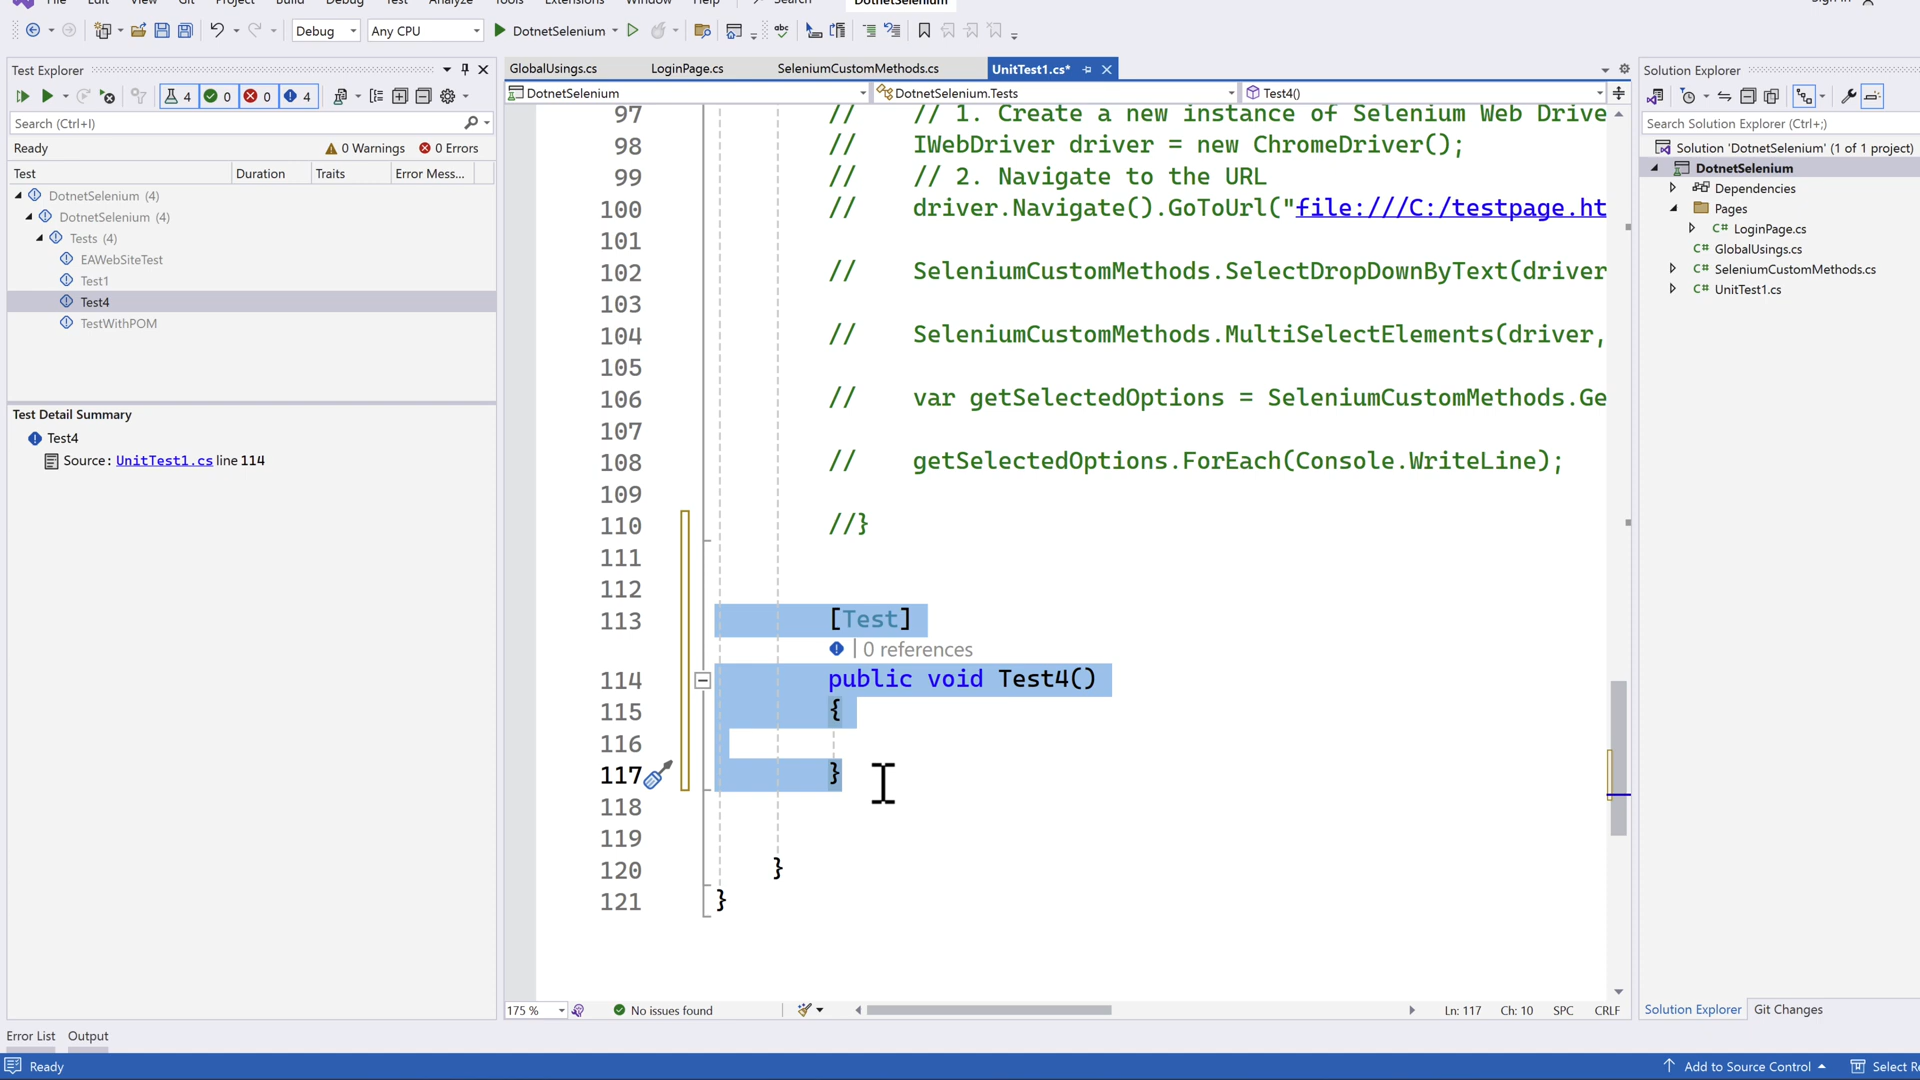 File Edit View Git Project Build Debug Test Analyze Tools Extensions Window Help Search DotnetSelenium Sign in
Debug Any CPU DotnetSelenium
Test Explorer
4 0 0 4
Search (Ctrl+I)
Ready 0 Warnings 0 Errors
Test Duration Traits Error Mess...
DotnetSelenium (4)
DotnetSelenium (4)
Tests (4)
EAWebSiteTest
Test1
Test4
TestWithPOM
Test Detail Summary
Test4
Source: UnitTest1.cs line 114
GlobalUsings.cs LoginPage.cs SeleniumCustomMethods.cs UnitTest1.cs*
DotnetSelenium DotnetSelenium.Tests Test4()
97 // // 1. Create a new instance of Selenium Web Drive
98 // IWebDriver driver = new ChromeDriver();
99 // // 2. Navigate to the URL
100 // driver.Navigate().GoToUrl("file:///C:/testpage.ht
101
102 // SeleniumCustomMethods.SelectDropDownByText(driver
103
104 // SeleniumCustomMethods.MultiSelectElements(driver,
105
106 // var getSelectedOptions = SeleniumCustomMethods.Ge
107
108 // getSelectedOptions.ForEach(Console.WriteLine);
109
110 //}
111
112
113 [Test]
0 references
114 public void Test4()
115 {
116
117 }
118
119
120 }
121 }
175 % No issues found Ln: 117 Ch: 10 SPC CRLF
Solution Explorer
Search Solution Explorer (Ctrl+;)
Solution 'DotnetSelenium' (1 of 1 project)
DotnetSelenium
Dependencies
Pages
C# LoginPage.cs
C# GlobalUsings.cs
C# SeleniumCustomMethods.cs
C# UnitTest1.cs
Solution Explorer Git Changes
Error List Output
Ready Add to Source Control Select Re